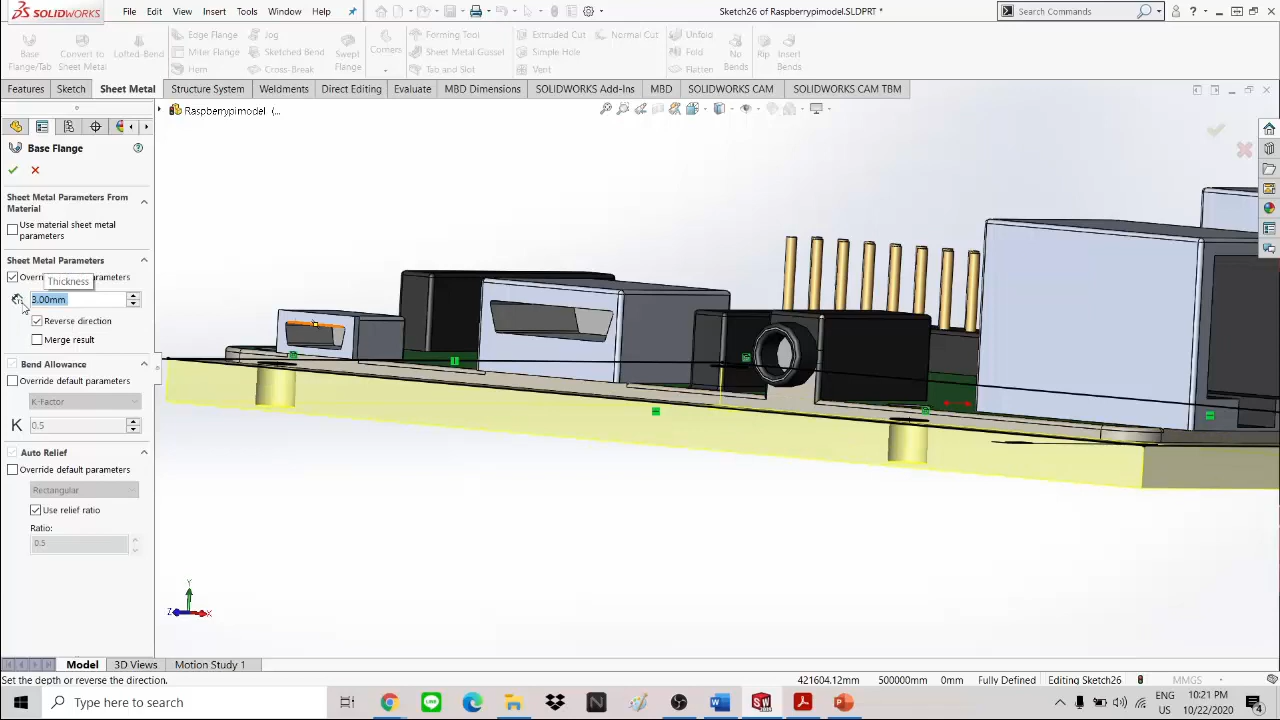 SOLIDWORKS
File Edit View Insert Tools Window Help
Sketch26 of Raspberrypimodel.SLDPRT *
Search Commands
Base Flange/Tab
Convert to Sheet Metal
Lofted-Bend
Edge Flange
Miter Flange
Hem
Jog
Sketched Bend
Cross-Break
Swept Flange
Corners
Forming Tool
Sheet Metal Gusset
Tab and Slot
Extruded Cut
Simple Hole
Vent
Normal Cut
Unfold
Fold
Flatten
No Bends
Rip
Insert Bends
Features Sketch Sheet Metal Structure System Weldments Direct Editing Evaluate MBD Dimensions SOLIDWORKS Add-Ins MBD SOLIDWORKS CAM SOLIDWORKS CAM TBM
Raspberrypimodel (...
Base Flange
Sheet Metal Parameters From
Material
Use material sheet metal
parameters
Sheet Metal Parameters
parameters
Thickness
3.00mm
Reverse direction
Merge result
Bend Allowance
Override default parameters
K-Factor
K 0.5
Auto Relief
Override default parameters
Rectangular
Use relief ratio
Ratio:
0.5
Y
Z X
Model 3D Views Motion Study 1
Set the depth or reverse the direction. 421604.12mm 500000mm 0mm Fully Defined Editing Sketch26 MMGS
Type here to search
ENG
US
10:21 PM
10/22/2020
4